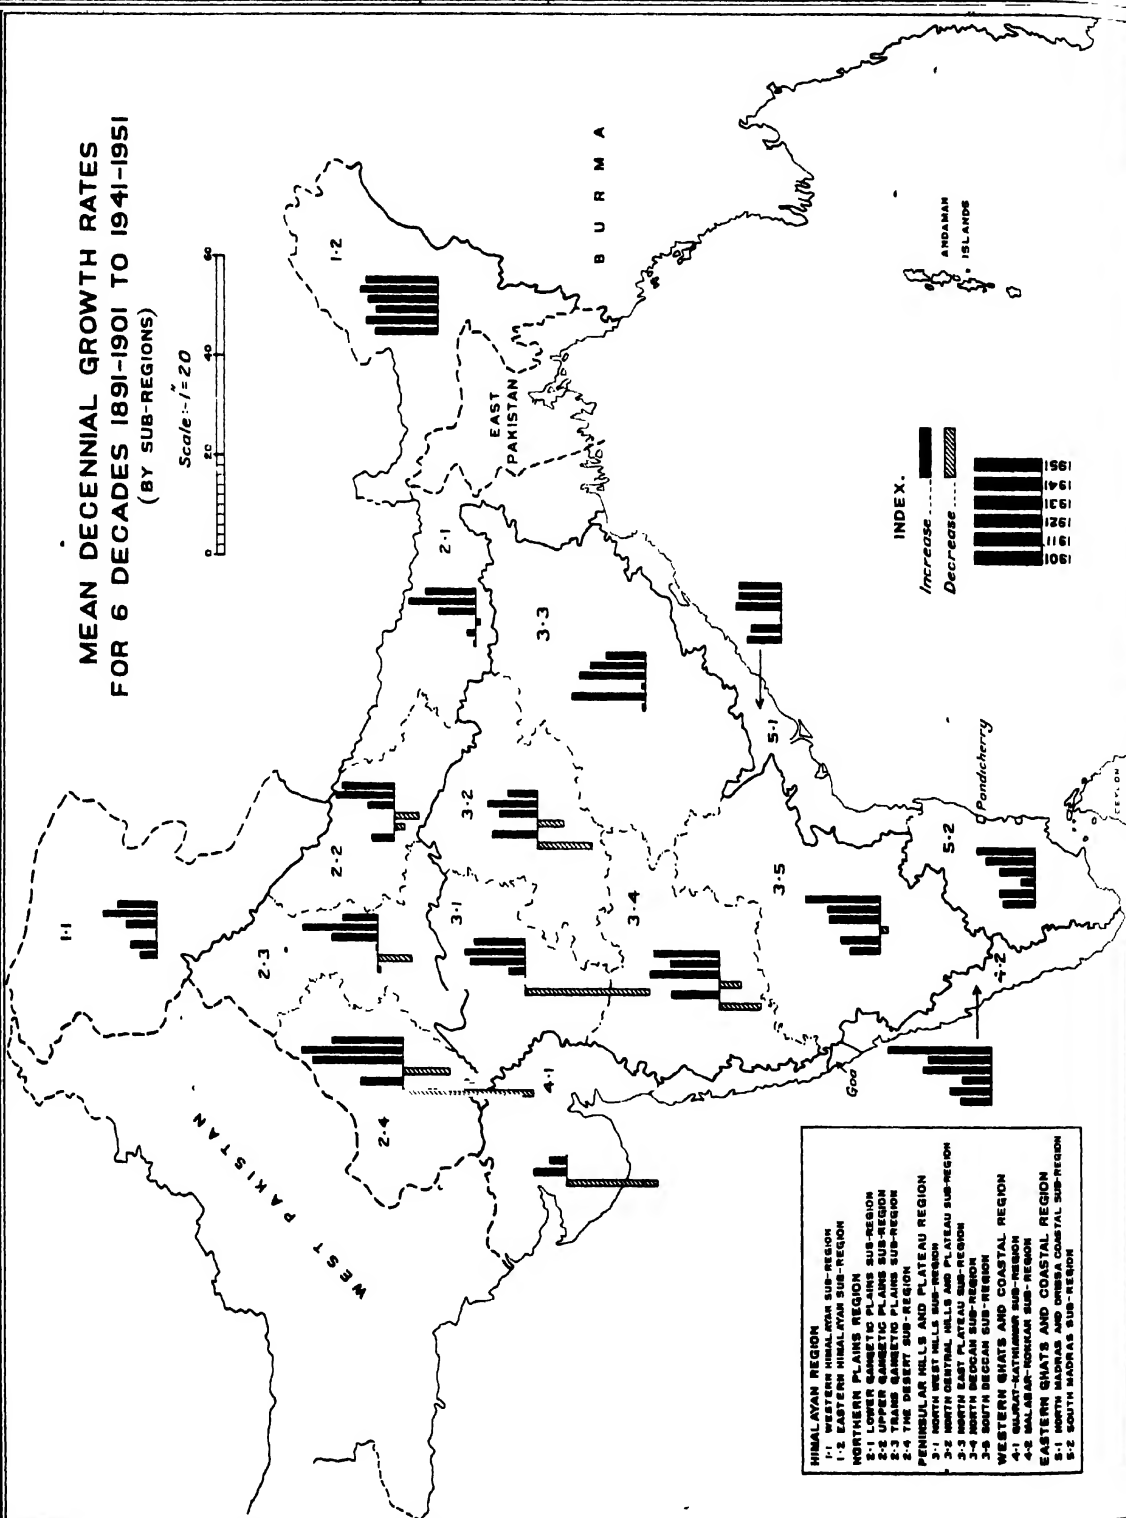 MEAN DECENNIAL GROWTH RATES
FOR 6 DECADES 1891-1901 TO 1941-1951
(BY SUB-REGIONS)
Scale:-1"=20
0 20 40 60
1·1
1·2
2·1
2·2
2·3
2·4
3·1
3·2
3·3
3·4
3·5
4·1
4·2
5·1
5·2
WEST PAKISTAN
EAST
PAKISTAN
BURMA
ANDAMAN
ISLANDS
Pondicherry
CEYLON
Goa
INDEX.
Increase
Decrease
1901
1911
1921
1931
1941
1951
HIMALAYAN REGION
1·1 WESTERN HIMALAYAN SUB-REGION
1·2 EASTERN HIMALAYAN SUB-REGION
NORTHERN PLAINS REGION
2·1 LOWER GANGETIC PLAINS SUB-REGION
2·2 UPPER GANGETIC PLAINS SUB-REGION
2·3 TRANS GANGETIC PLAINS SUB-REGION
2·4 THE DESERT SUB-REGION
PENINSULAR HILLS AND PLATEAU REGION
3·1 NORTH WEST HILLS SUB-REGION
3·2 NORTH CENTRAL HILLS AND PLATEAU SUB-REGION
3·3 NORTH EAST PLATEAU SUB-REGION
3·4 NORTH DECCAN SUB-REGION
3·5 SOUTH DECCAN SUB-REGION
WESTERN GHATS AND COASTAL REGION
4·1 GUJRAT-KATHIAWAR SUB-REGION
4·2 MALABAR-KONKAN SUB-REGION
EASTERN GHATS AND COASTAL REGION
5·1 NORTH MADRAS AND ORISSA COASTAL SUB-REGION
5·2 SOUTH MADRAS SUB-REGION